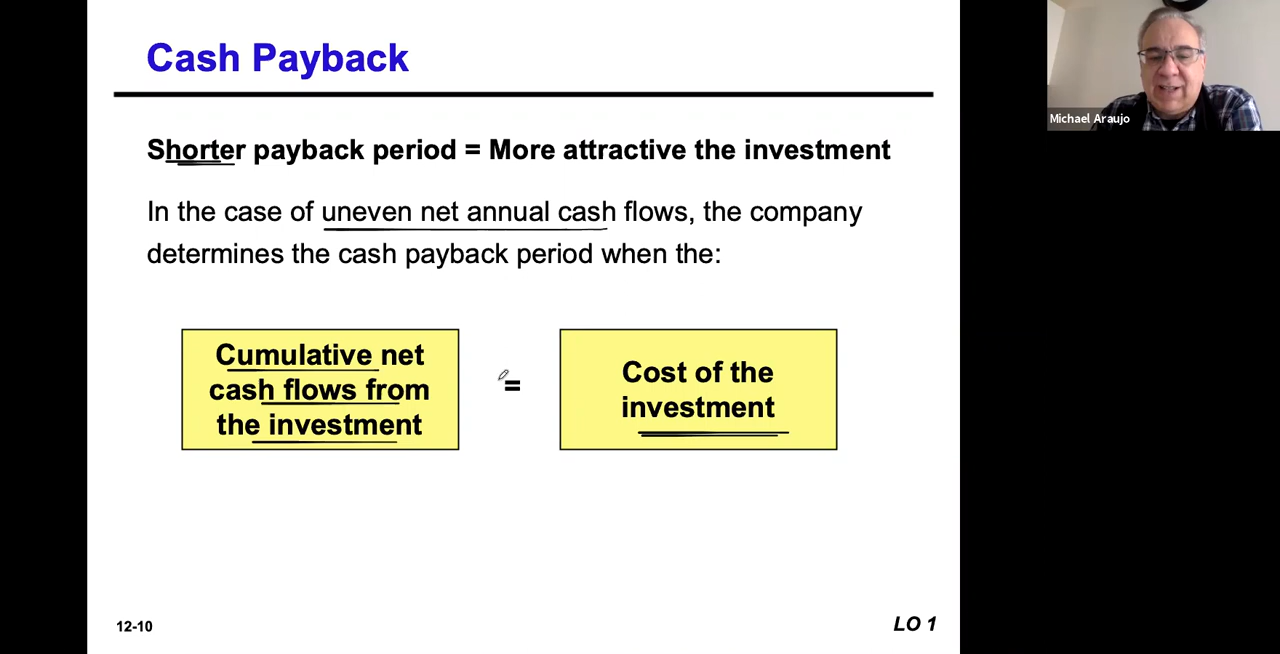 Cash Payback
Michael Araujo
Shorter payback period = More attractive the investment
In the case of uneven net annual cash flows, the company
determines the cash payback period when the:
Cumulative net
cash flows from
the investment
=
Cost of the
investment
12-10
LO 1